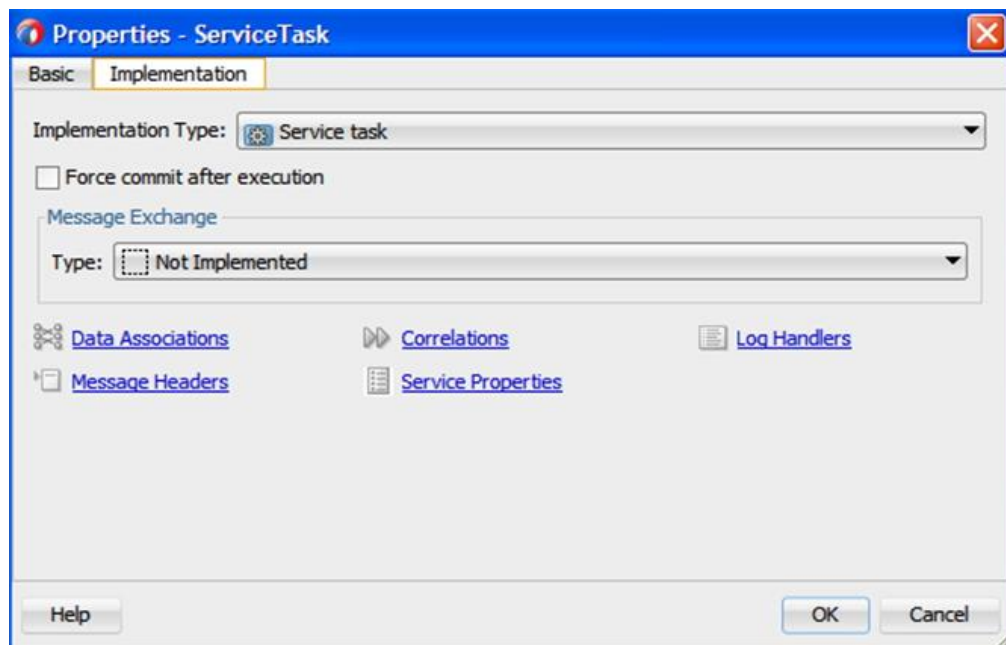 Properties - ServiceTask
Basic Implementation
Implementation Type: Service task
Force commit after execution
Message Exchange
Type: Not Implemented
Data Associations Correlations Log Handlers
Message Headers Service Properties
Help OK Cancel